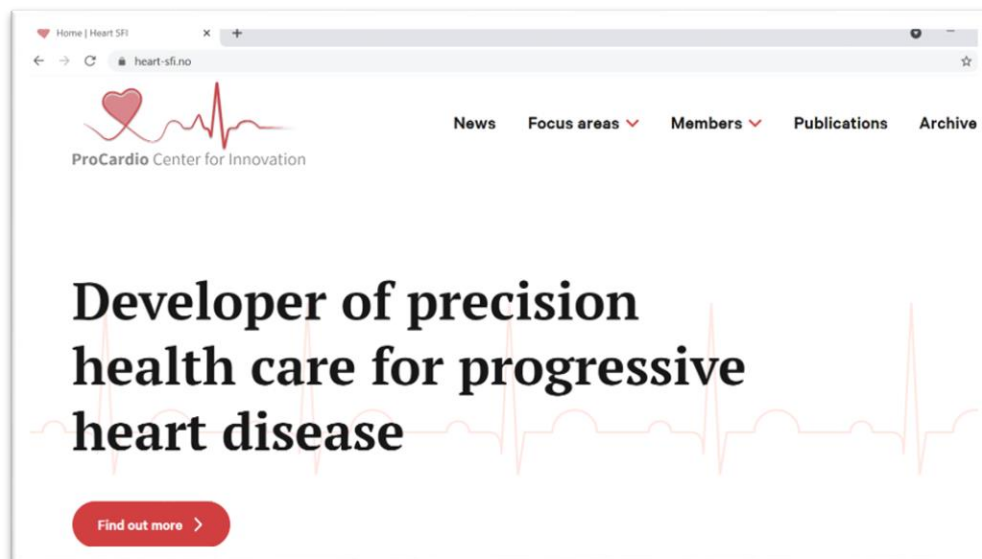 Home | Heart SFI
heart-sfi.no
News Focus areas Members Publications Archive
ProCardio Center for Innovation
Developer of precision
health care for progressive
heart disease
Find out more